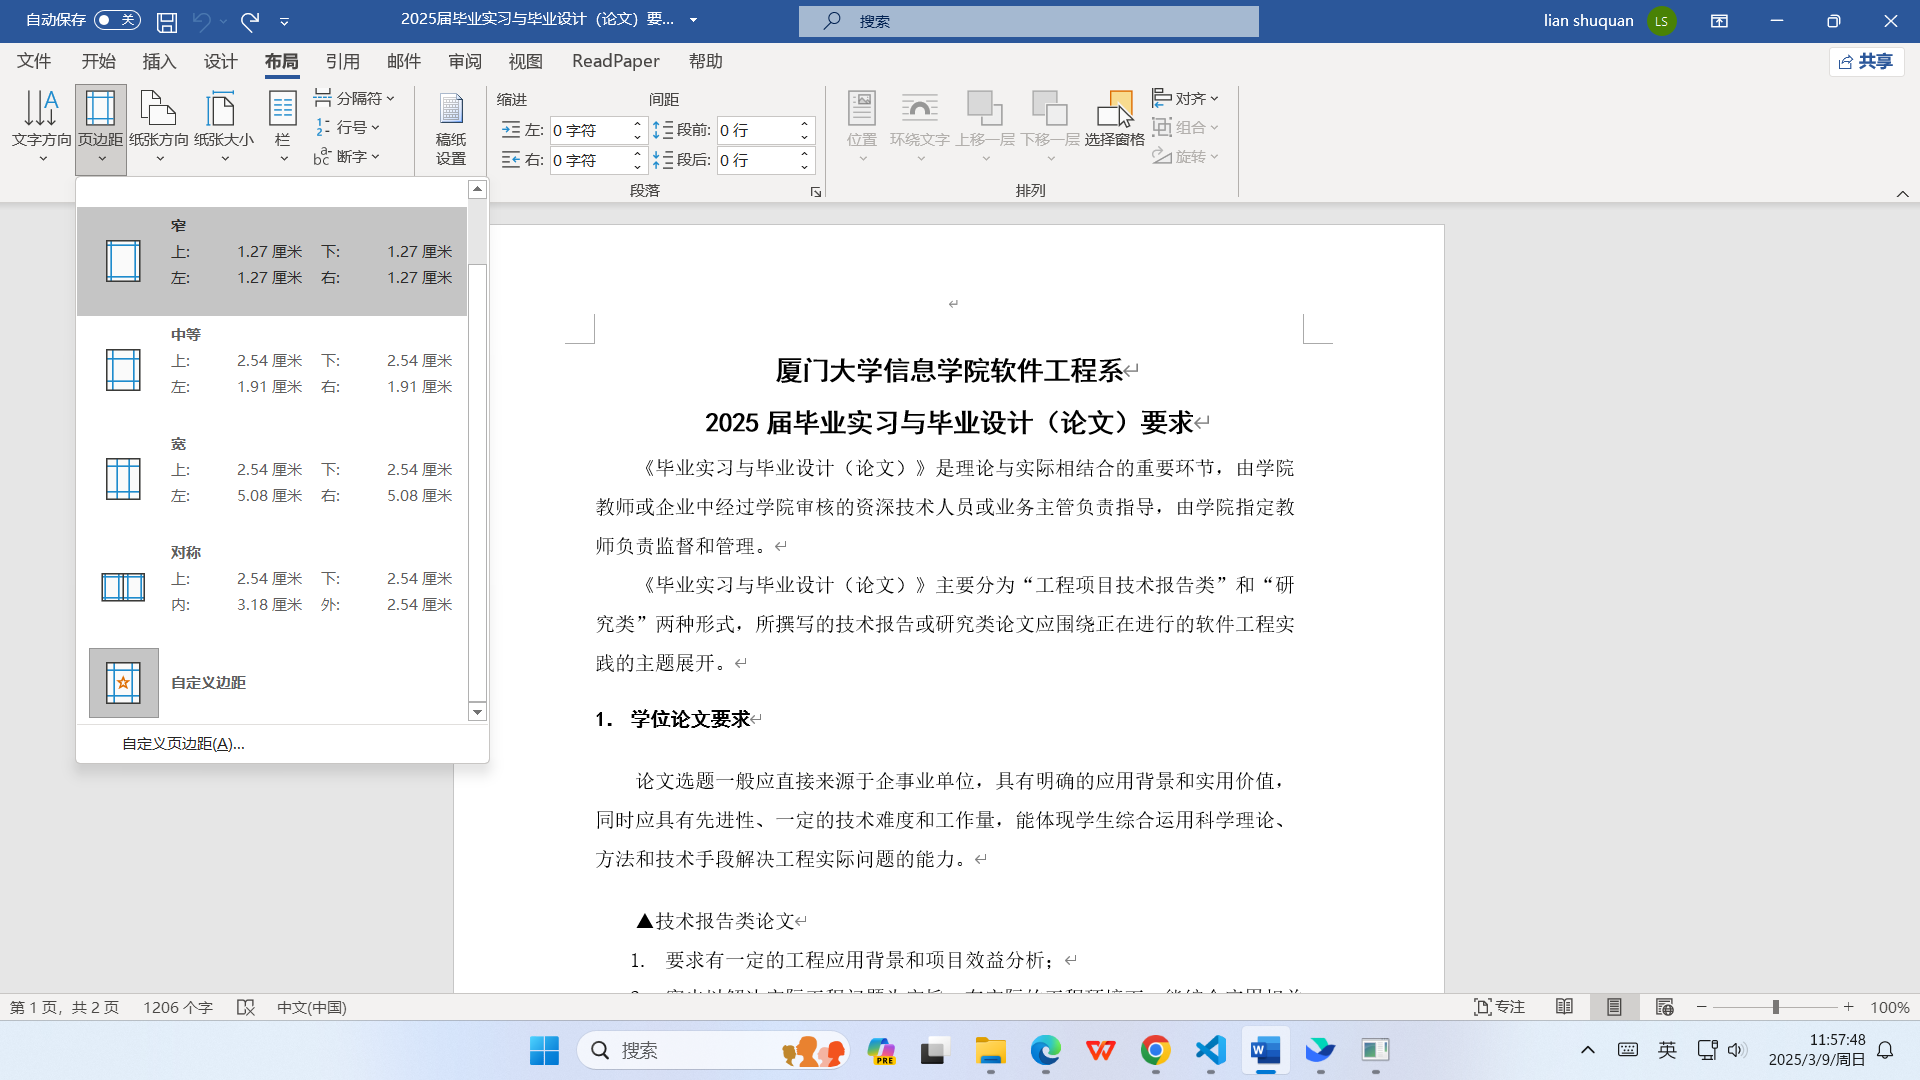 自动保存 关
2025届毕业实习与毕业设计（论文）要...
搜索
lian shuquan
LS
文件 开始 插入 设计 布局 引用 邮件 审阅 视图 ReadPaper 帮助
共享
文字方向 页边距 纸张方向 纸张大小 栏
分隔符
行号
断字
稿纸
设置
缩进 间距
左: 0 字符 段前: 0 行
右: 0 字符 段后: 0 行
段落
位置 环绕文字 上移一层 下移一层 选择窗格
对齐
组合
旋转
排列
窄
上: 1.27 厘米 下: 1.27 厘米
左: 1.27 厘米 右: 1.27 厘米
中等
上: 2.54 厘米 下: 2.54 厘米
左: 1.91 厘米 右: 1.91 厘米
宽
上: 2.54 厘米 下: 2.54 厘米
左: 5.08 厘米 右: 5.08 厘米
对称
上: 2.54 厘米 下: 2.54 厘米
内: 3.18 厘米 外: 2.54 厘米
自定义边距
自定义页边距(A)...
厦门大学信息学院软件工程系
2025 届毕业实习与毕业设计（论文）要求
《毕业实习与毕业设计（论文）》是理论与实际相结合的重要环节，由学院
教师或企业中经过学院审核的资深技术人员或业务主管负责指导，由学院指定教
师负责监督和管理。
《毕业实习与毕业设计（论文）》主要分为“工程项目技术报告类”和“研
究类”两种形式，所撰写的技术报告或研究类论文应围绕正在进行的软件工程实
践的主题展开。
1. 学位论文要求
论文选题一般应直接来源于企事业单位，具有明确的应用背景和实用价值，
同时应具有先进性、一定的技术难度和工作量，能体现学生综合运用科学理论、
方法和技术手段解决工程实际问题的能力。
▲技术报告类论文
1. 要求有一定的工程应用背景和项目效益分析；
第 1 页，共 2 页 1206 个字 中文(中国)
专注
100%
搜索
PRE
英
11:57:48
2025/3/9/周日